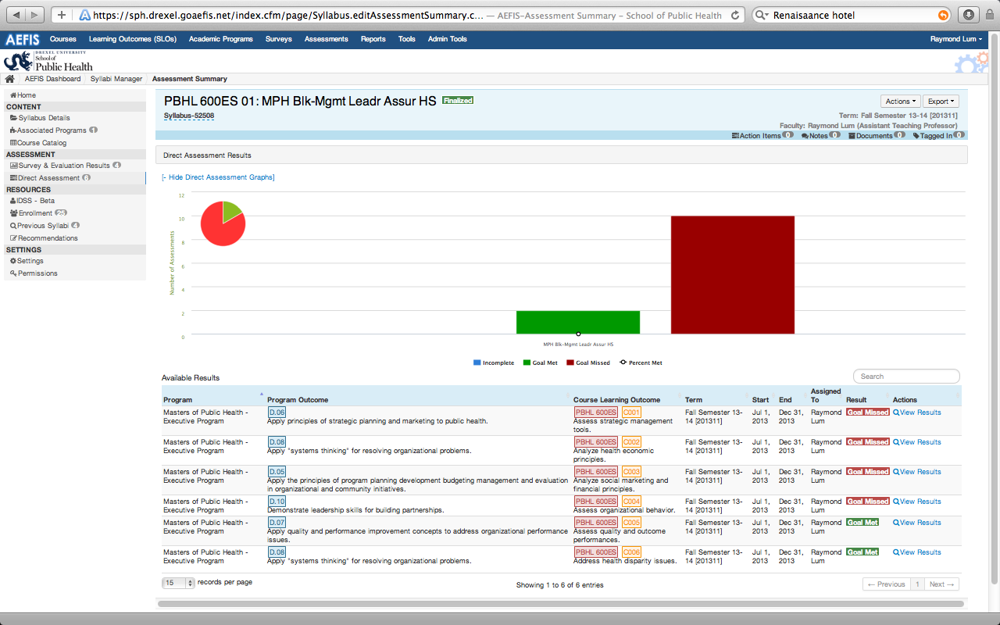 https://sph.drexel.goaefis.net/index.cfm/page/Syllabus.editAssessmentSummary.c... — AEFIS-Assessment Summary – School of Public Health
Renaisaance hotel
AEFIS Courses Learning Outcomes (SLOs) Academic Programs Surveys Assessments Reports Tools Admin Tools Raymond Lum
DREXEL UNIVERSITY
School of
Public Health
AEFIS Dashboard Syllabi Manager Assessment Summary
Home
CONTENT
Syllabus Details
Associated Programs 1
Course Catalog
ASSESSMENT
Survey & Evaluation Results 4
Direct Assessment 6
RESOURCES
IDSS - Beta
Enrollment 25
Previous Syllabi 4
Recommendations
SETTINGS
Settings
Permissions
PBHL 600ES 01: MPH Blk-Mgmt Leadr Assur HS Finalized
Actions Export
Syllabus-52508
Term: Fall Semester 13-14 [201311]
Faculty: Raymond Lum (Assistant Teaching Professor)
Action Items 0 Notes 0 Documents 0 Tagged In 0
Direct Assessment Results
[- Hide Direct Assessment Graphs]
Number of Assessments
12
10
8
6
4
2
0
MPH Blk-Mgmt Leadr Assur HS
Incomplete Goal Met Goal Missed Percent Met
Available Results
Search
Program Program Outcome Course Learning Outcome Term Start End Assigned To Result Actions
Masters of Public Health - D.06 PBHL 600ES C001 Fall Semester 13- Jul 1, Dec 31, Raymond Goal Missed View Results
Executive Program Apply principles of strategic planning and marketing to public health. Assess strategic management 14 [201311] 2013 2013 Lum
tools.
Masters of Public Health - D.08 PBHL 600ES C002 Fall Semester 13- Jul 1, Dec 31, Raymond Goal Missed View Results
Executive Program Apply "systems thinking" for resolving organizational problems. Analyze health economic 14 [201311] 2013 2013 Lum
principles.
Masters of Public Health - D.05 PBHL 600ES C003 Fall Semester 13- Jul 1, Dec 31, Raymond Goal Missed View Results
Executive Program Apply the principles of program planning development budgeting management and evaluation Analyze social marketing and 14 [201311] 2013 2013 Lum
in organizational and community initiatives. financial principles.
Masters of Public Health - D.10 PBHL 600ES C004 Fall Semester 13- Jul 1, Dec 31, Raymond Goal Missed View Results
Executive Program Demonstrate leadership skills for building partnerships. Assess organizational behavior. 14 [201311] 2013 2013 Lum
Masters of Public Health - D.07 PBHL 600ES C005 Fall Semester 13- Jul 1, Dec 31, Raymond Goal Met View Results
Executive Program Apply quality and performance improvement concepts to address organizational performance Assess quality and outcome 14 [201311] 2013 2013 Lum
issues. performances.
Masters of Public Health - D.08 PBHL 600ES C006 Fall Semester 13- Jul 1, Dec 31, Raymond Goal Met View Results
Executive Program Apply "systems thinking" for resolving organizational problems. Address health disparity issues. 14 [201311] 2013 2013 Lum
15 records per page Showing 1 to 6 of 6 entries ← Previous 1 Next →